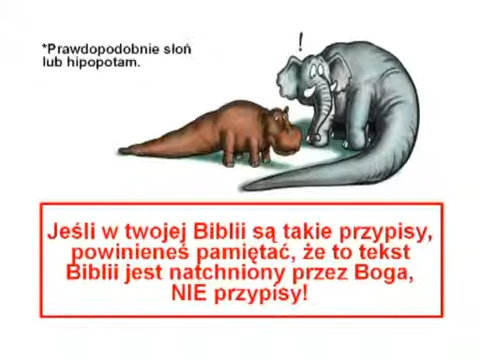 *Prawdopodobnie słoń
lub hipopotam.
!
Jeśli w twojej Biblii są takie przypisy,
powinieneś pamiętać, że to tekst
Biblii jest natchniony przez Boga,
NIE przypisy!